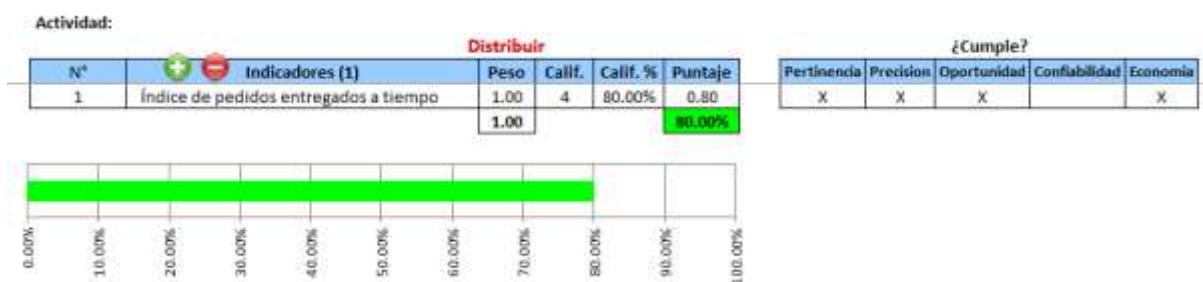 Actividad:
Distribuir
¿Cumple?
N° Indicadores (1) Peso Calif. Calif. % Puntaje Pertinencia Precision Oportunidad Confiabilidad Economia
1 Índice de pedidos entregados a tiempo 1.00 4 80.00% 0.80 X X X X
1.00 80.00%
0.00% 10.00% 20.00% 30.00% 40.00% 50.00% 60.00% 70.00% 80.00% 90.00% 100.00%